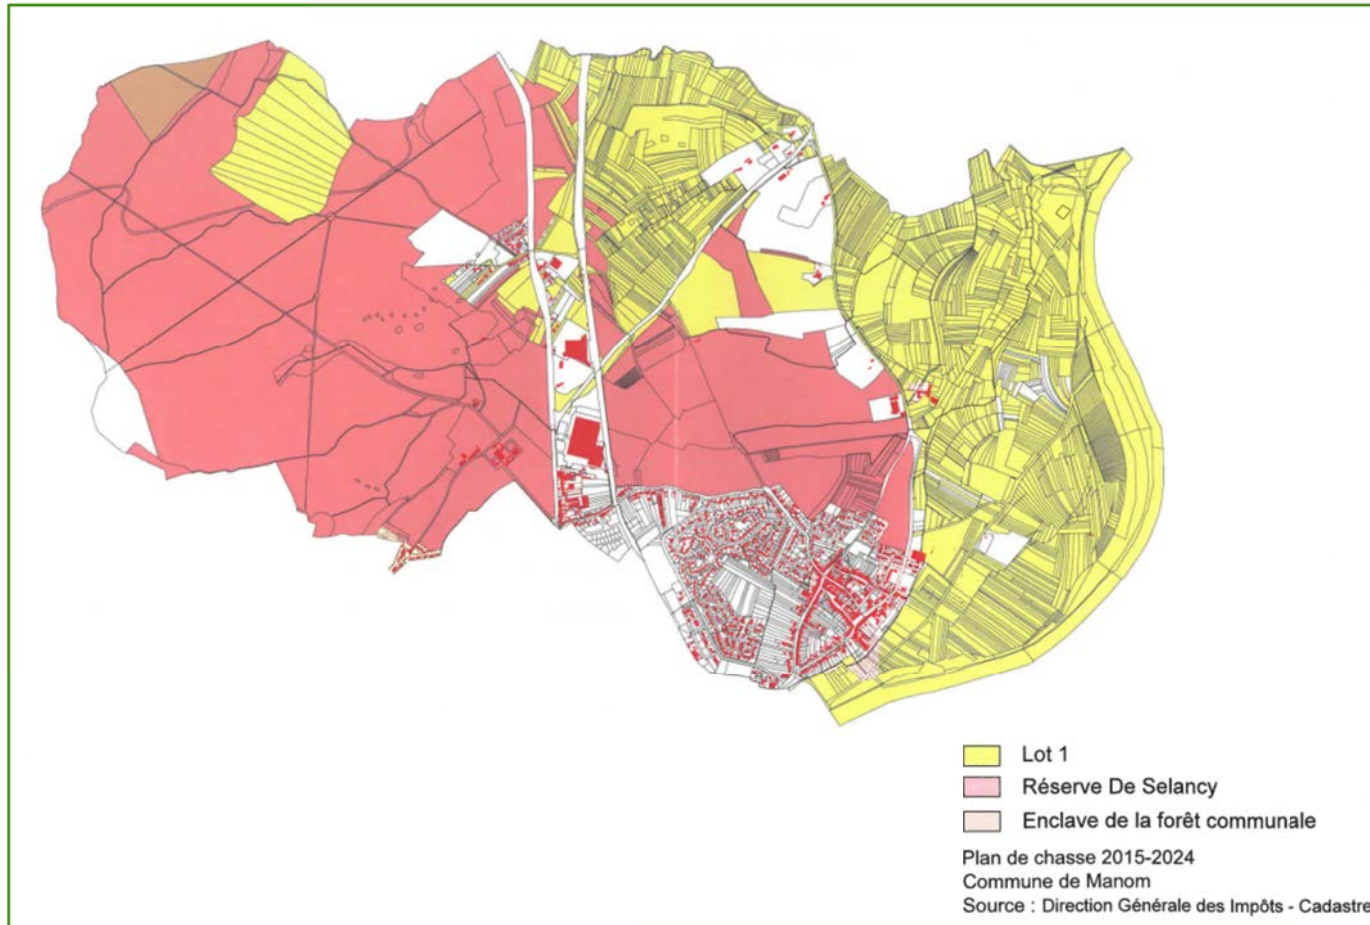 Lot 1
Réserve De Selancy
Enclave de la forêt communale
Plan de chasse 2015-2024
Commune de Manom
Source : Direction Générale des Impôts - Cadastre